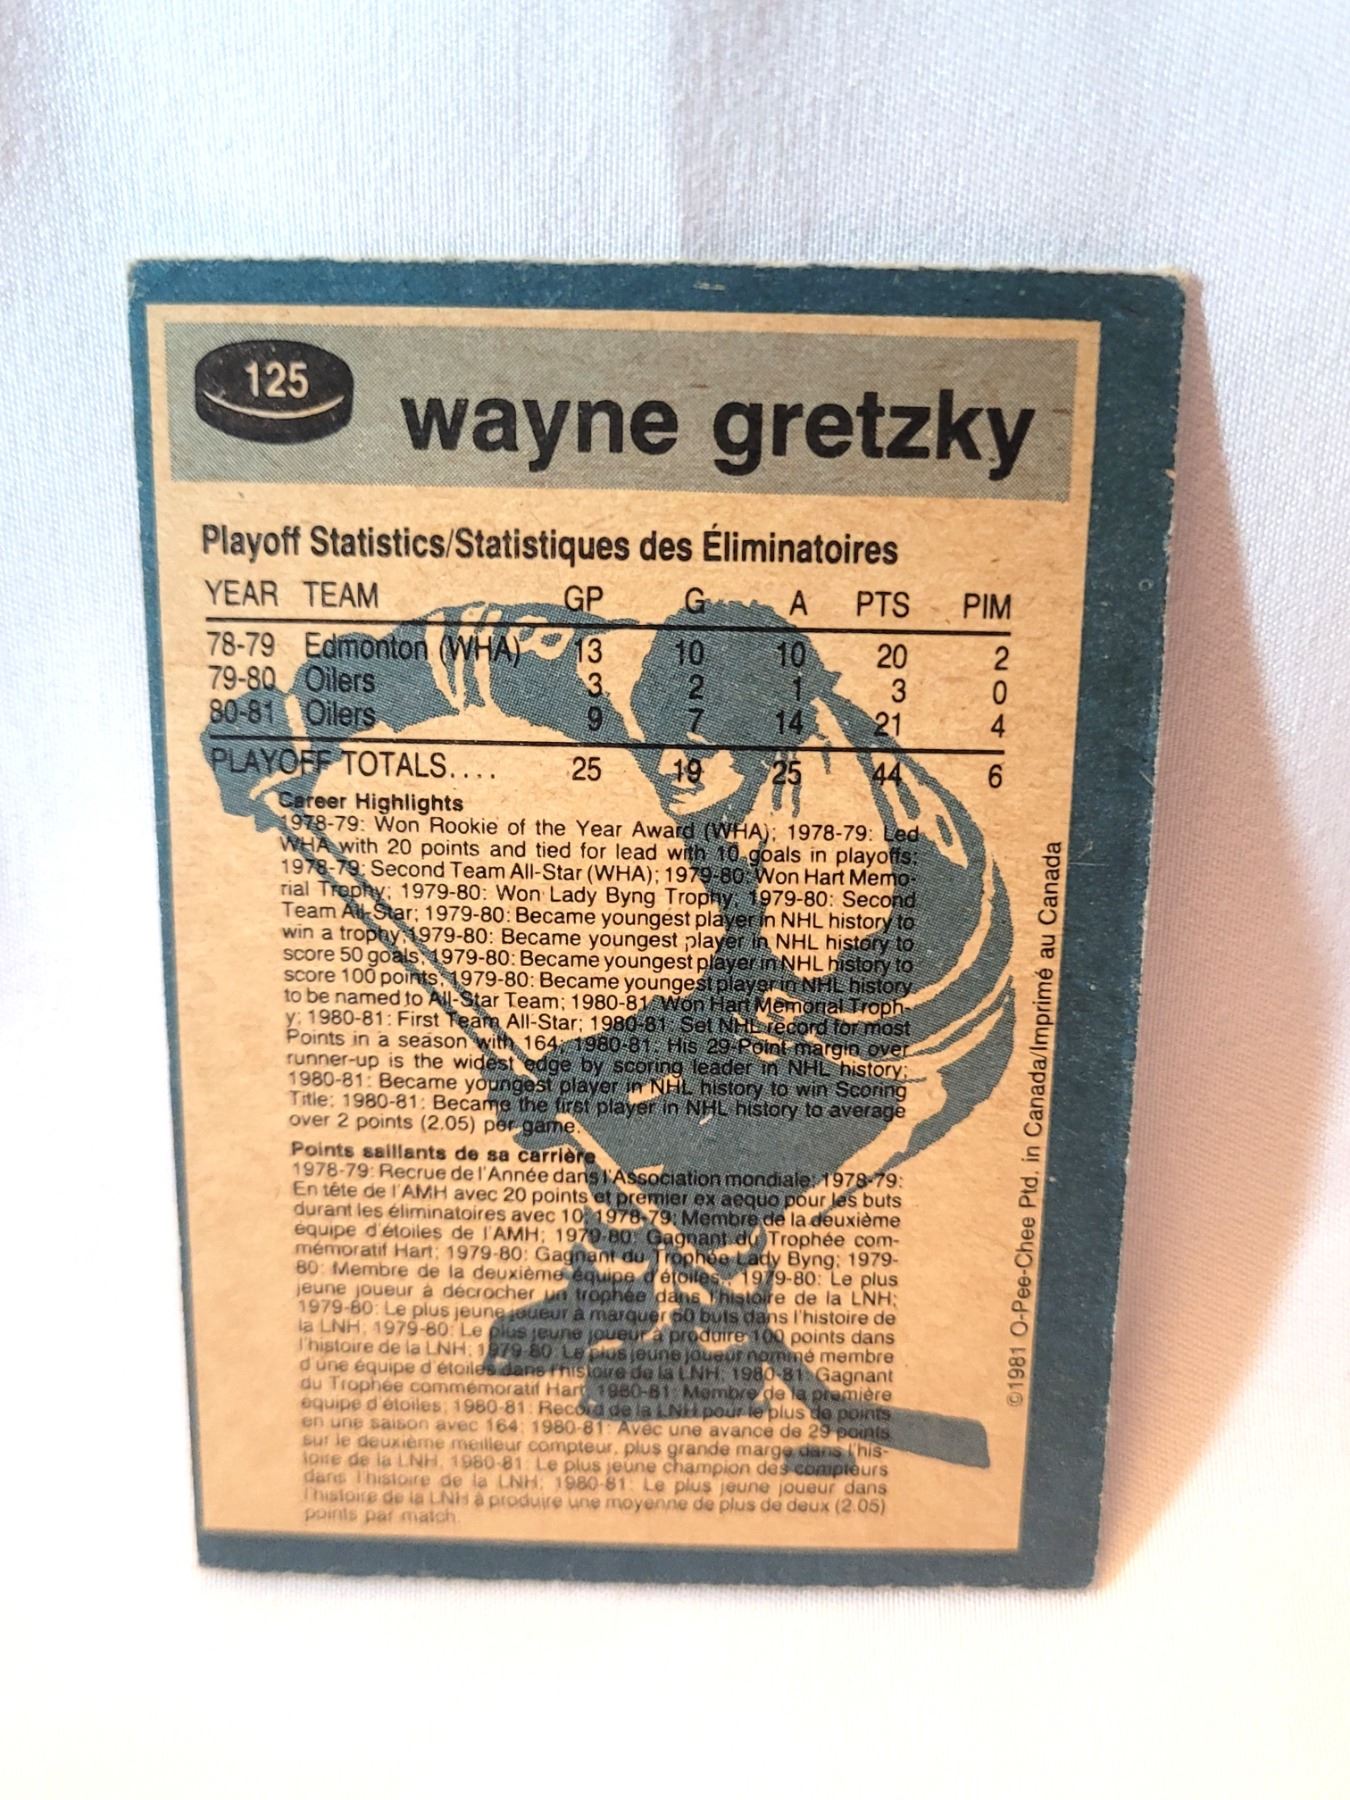 125
wayne gretzky
Playoff Statistics/Statistiques des Éliminatoires
YEAR TEAM GP G A PTS PIM
78-79 Edmonton (WHA) 13 10 10 20 2
79-80 Oilers 3 2 1 3 0
80-81 Oilers 9 7 14 21 4
PLAYOFF TOTALS.... 25 19 25 44 6
Career Highlights
1978-79: Won Rookie of the Year Award (WHA); 1978-79: Led
WHA with 20 points and tied for lead with 10 goals in playoffs;
1978-79: Second Team All-Star (WHA); 1979-80: Won Hart Memo-
rial Trophy; 1979-80: Won Lady Byng Trophy; 1979-80: Second
Team All-Star; 1979-80: Became youngest player in NHL history to
win a trophy; 1979-80: Became youngest player in NHL history to
score 50 goals; 1979-80: Became youngest player in NHL history to
score 100 points; 1979-80: Became youngest player in NHL history
to be named to All-Star Team; 1980-81: Won Hart Memorial Troph-
y; 1980-81: First Team All-Star; 1980-81: Set NHL record for most
Points in a season with 164; 1980-81: His 29-Point margin over
runner-up is the widest edge by scoring leader in NHL history;
1980-81: Became youngest player in NHL history to win Scoring
Title; 1980-81: Became the first player in NHL history to average
over 2 points (2.05) per game.
Points saillants de sa carrière
1978-79: Recrue de l'Année dans l'Association mondiale; 1978-79:
En tête de l'AMH avec 20 points et premier ex aequo pour les buts
durant les éliminatoires avec 10; 1978-79: Membre de la deuxième
équipe d'étoiles de l'AMH; 1979-80: Gagnant du Trophée com-
mémoratif Hart; 1979-80: Gagnant du Trophée Lady Byng; 1979-
80: Membre de la deuxième équipe d'étoiles.; 1979-80: Le plus
jeune joueur à décrocher un trophée dans l'histoire de la LNH;
1979-80: Le plus jeune joueur à marquer 50 buts dans l'histoire de
la LNH; 1979-80: Le plus jeune joueur à produire 100 points dans
l'histoire de la LNH; 1979-80: Le plus jeune joueur nommé membre
d'une équipe d'étoiles dans l'histoire de la LNH; 1980-81: Gagnant
du Trophée commémoratif Hart; 1980-81: Membre de la première
équipe d'étoiles; 1980-81: Record de la LNH pour le plus de points
en une saison avec 164; 1980-81: Avec une avance de 29 points
sur le deuxième meilleur compteur, plus grande marge dans l'his-
toire de la LNH; 1980-81: Le plus jeune champion des compteurs
dans l'histoire de la LNH; 1980-81: Le plus jeune joueur dans
l'histoire de la LNH à produire une moyenne de plus de deux (2.05)
points par match.
©1981 O-Pee-Chee Ptd. in Canada/Imprimé au Canada